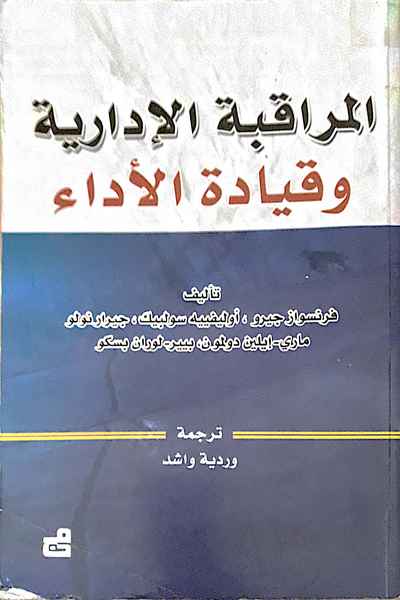 المراقبة الإدارية
وقيادة الأداء
تأليف
فرنسواز جيرو ، أوليفييه سولبيك ، جيرار نولو
ماري-إيلين دولمون، بيير-لوران بسكو
ترجمة
وردية واشد